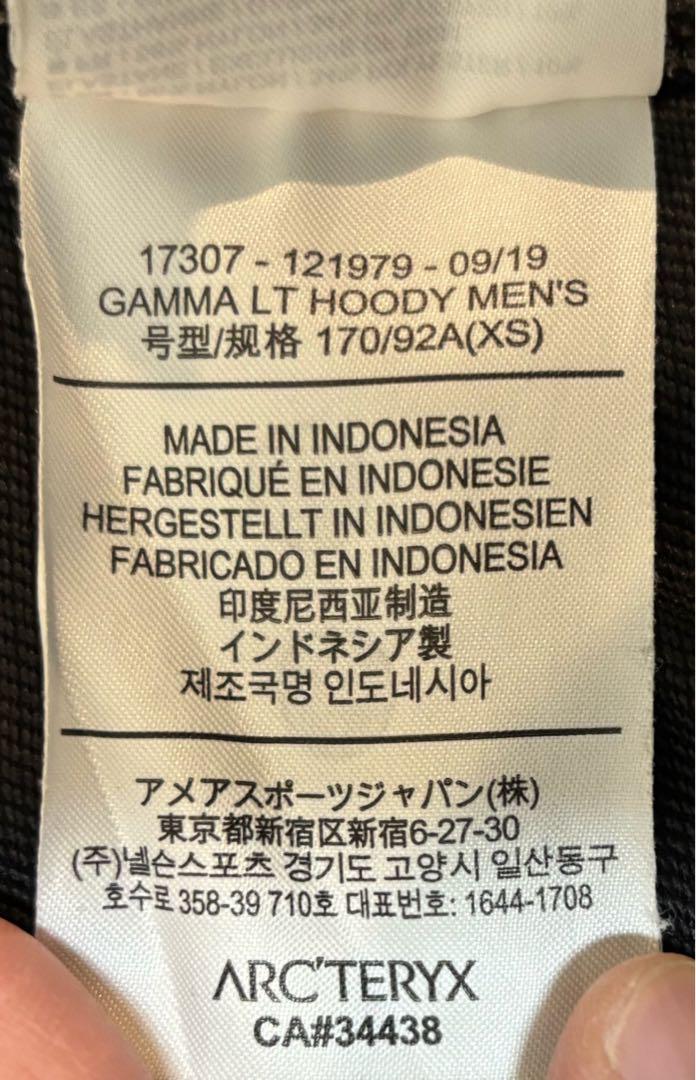 17307 - 121979 - 09/19
GAMMA LT HOODY MEN'S
号型/规格 170/92A(XS)
MADE IN INDONESIA
FABRIQUÉ EN INDONESIE
HERGESTELLT IN INDONESIEN
FABRICADO EN INDONESIA
印度尼西亚制造
インドネシア製
제조국명 인도네시아
アメアスポーツジャパン(株)
東京都新宿区新宿6-27-30
(주)넬슨스포츠 경기도 고양시 일산동구
호수로 358-39 710호 대표번호: 1644-1708
ARC'TERYX
CA#34438